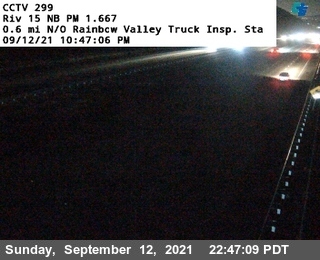 CCTV 299
Riv 15 NB PM 1.667
0.6 mi N/O Rainbow Valley Truck Insp. Sta
09/12/21 10:47:06 PM
Sunday, September 12, 2021 22:47:09 PDT